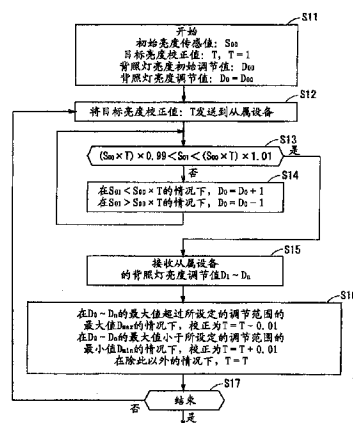 S11
开始
初始亮度传感值: S₀₀
目标亮度校正值: T, T=1
背照灯亮度初始调节值: D₀₀
背照灯亮度调节值: D₀=D₀₀
S12
将目标亮度校正值: T发送到从属设备
S13
(S₀₀×T)×0.99<S₀₁<(S₀₀×T)×1.01
是
否
S14
在S₀₁<S₀₀×T的情况下, D₀=D₀+1
在S₀₁>S₀₀×T的情况下, D₀=D₀-1
S15
接收从属设备
的背照灯亮度调节值D₁~Dₙ
S16
在D₀~Dₙ的最大值超过所设定的调节范围的
最大值Dmax的情况下, 校正为T=T-0.01
在D₀~Dₙ的最大值小于所设定的调节范围的
最小值Dmin的情况下, 校正为T=T+0.01
在除此以外的情况下, T=T
S17
结束
否
是